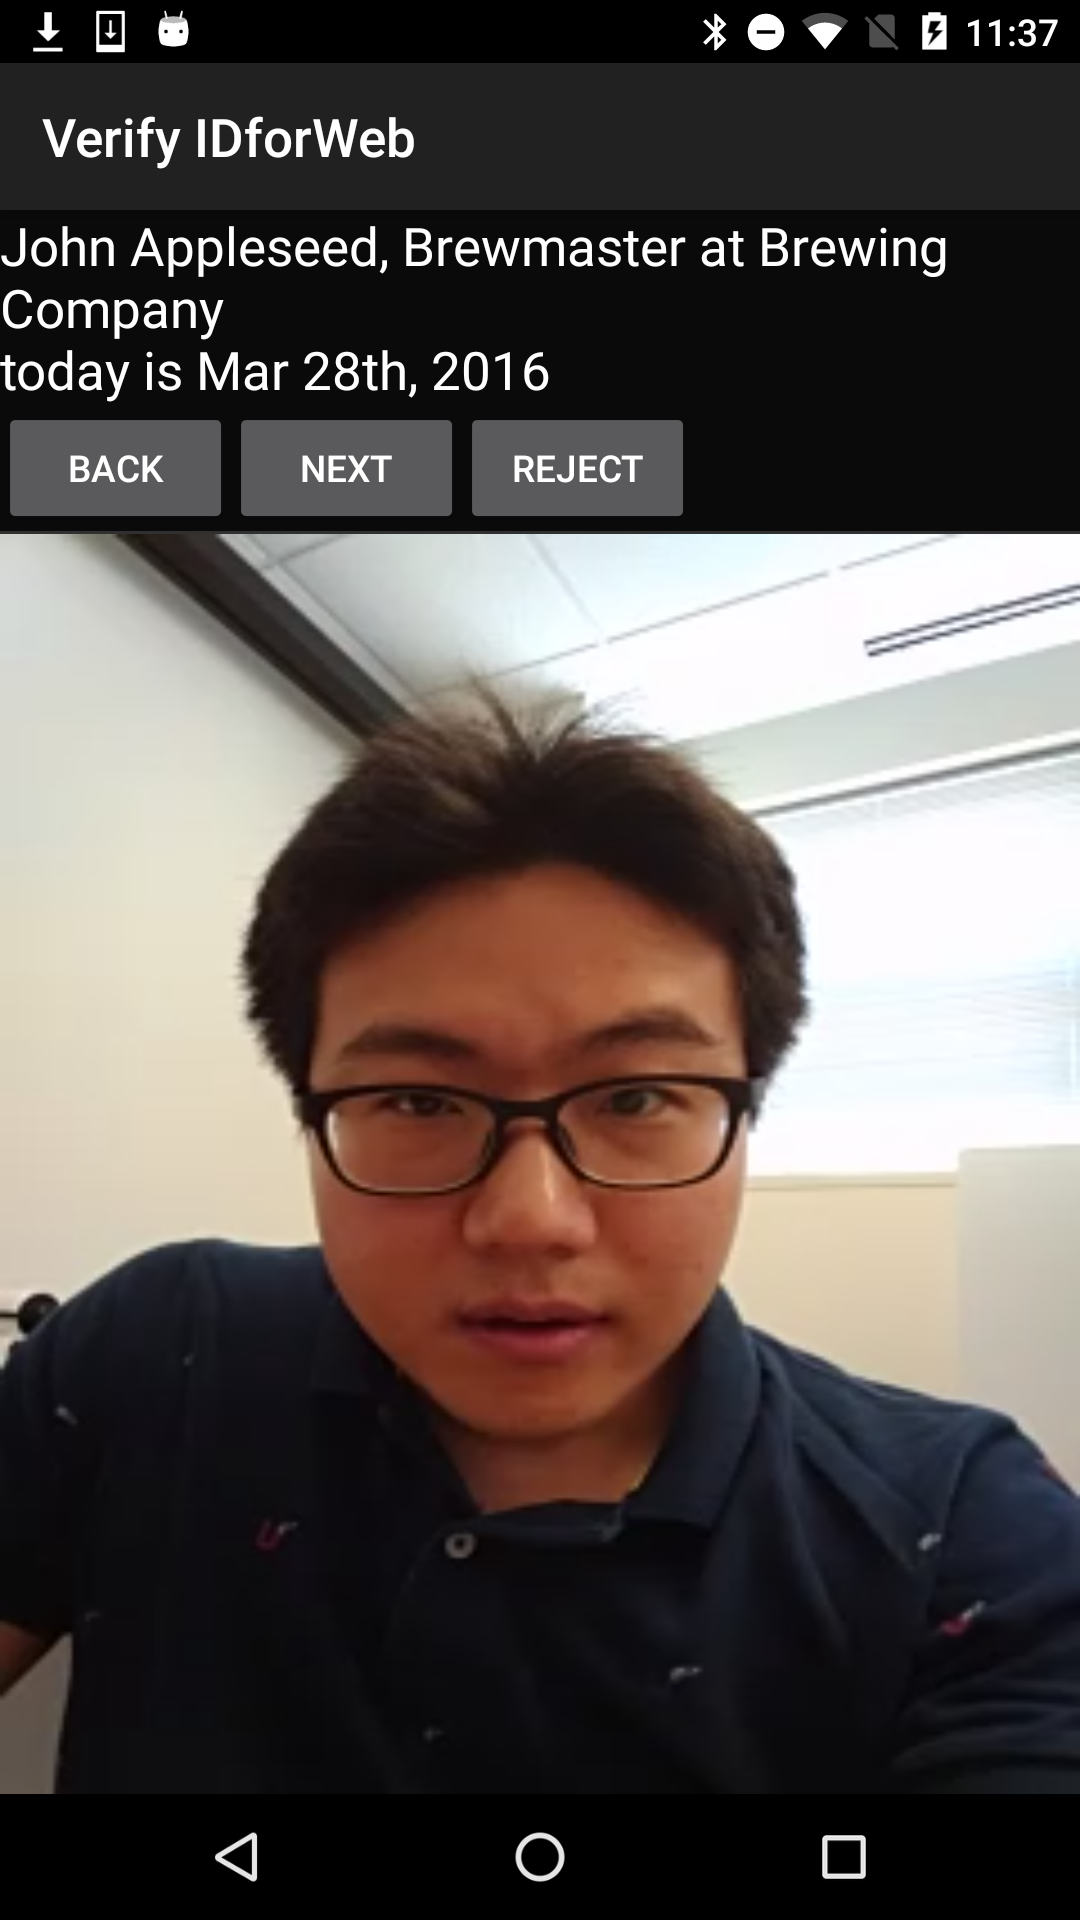 11:37
Verify IDforWeb
John Appleseed, Brewmaster at Brewing
Company
today is Mar 28th, 2016
BACK NEXT REJECT